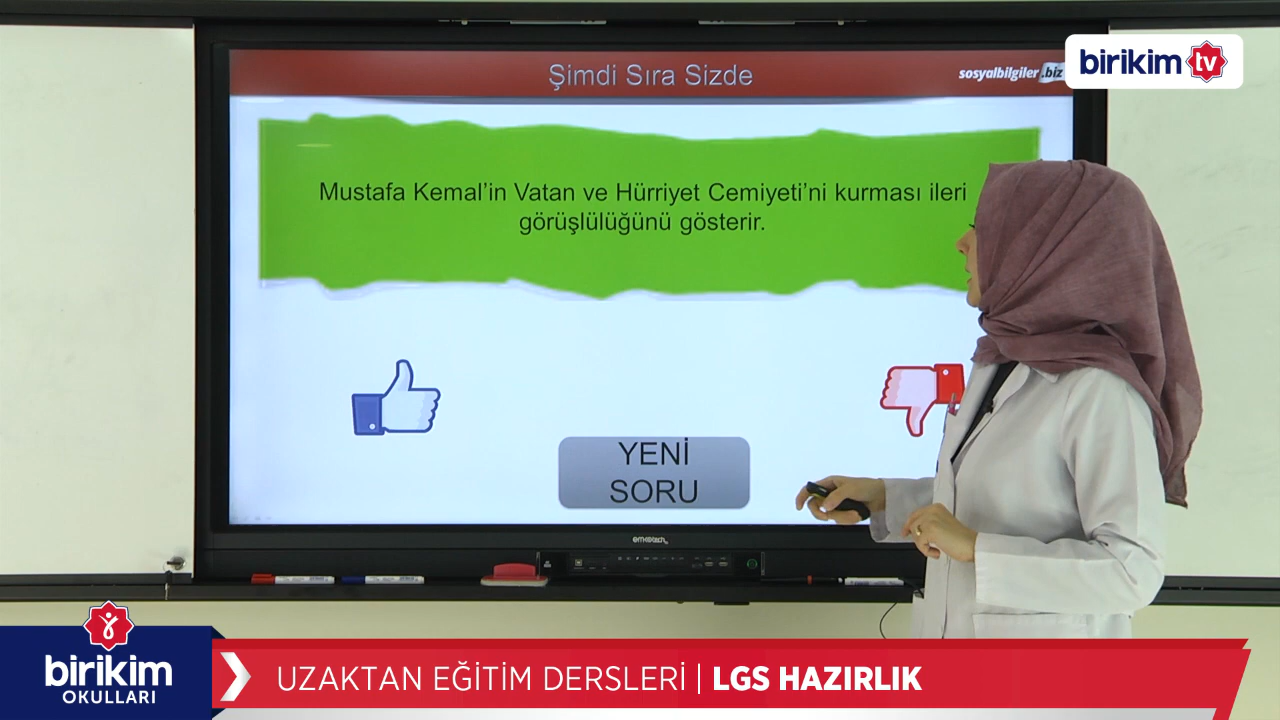 Şimdi Sıra Sizde
sosyalbilgiler.biz
birikim tv
Mustafa Kemal’in Vatan ve Hürriyet Cemiyeti’ni kurması ileri
görüşlülüğünü gösterir.
YENİ
SORU
birikim
OKULLARI
UZAKTAN EĞİTİM DERSLERİ | LGS HAZIRLIK